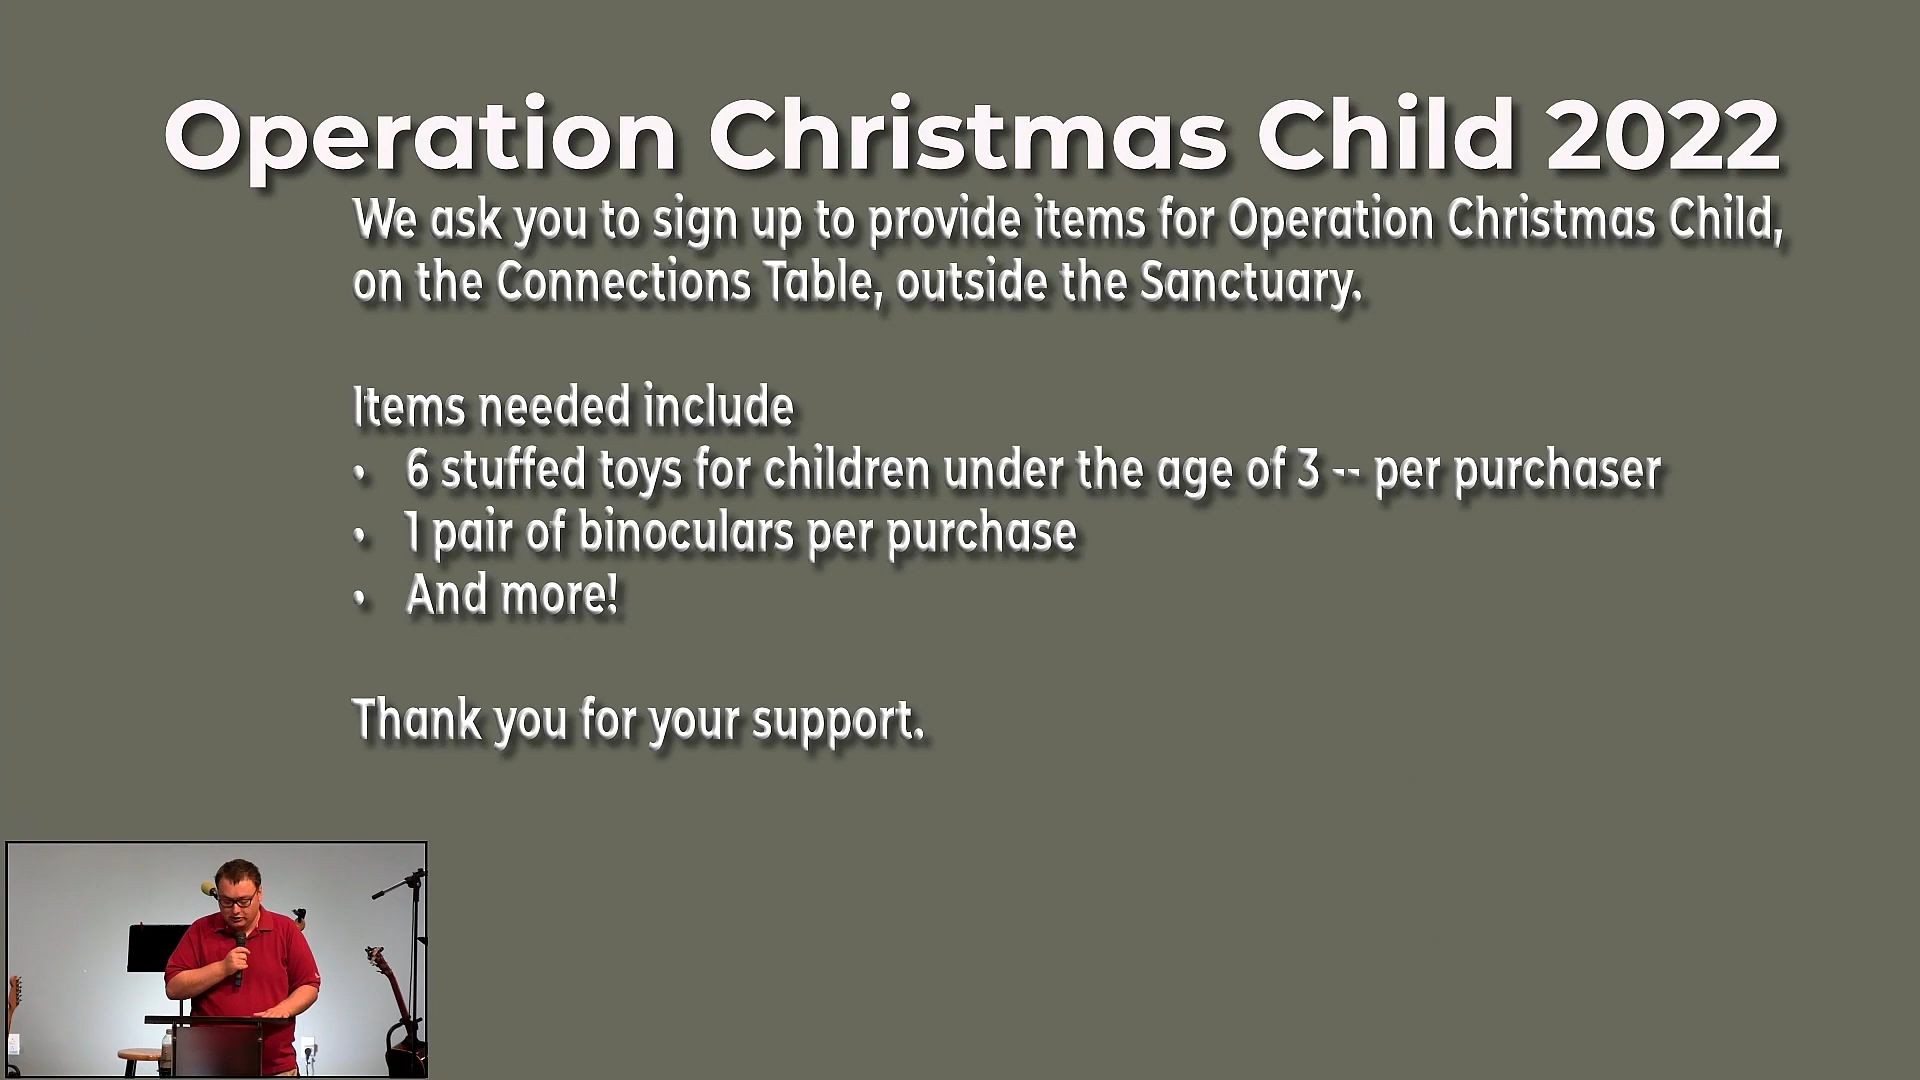 Operation Christmas Child 2022
We ask you to sign up to provide items for Operation Christmas Child,
on the Connections Table, outside the Sanctuary.
Items needed include
• 6 stuffed toys for children under the age of 3 -- per purchaser
• 1 pair of binoculars per purchase
• And more!
Thank you for your support.